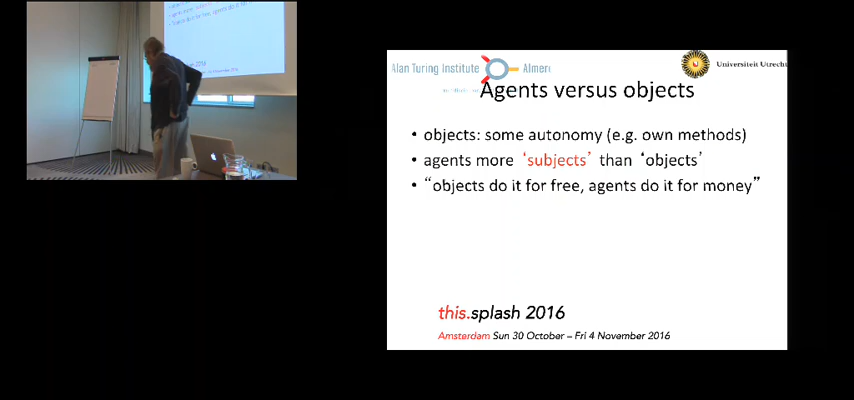 Alan Turing Institute Almere
Universiteit Utrecht
Agents versus objects
• objects: some autonomy (e.g. own methods)
• agents more ‘subjects’ than ‘objects’
• “objects do it for free, agents do it for money”
this.splash 2016
Amsterdam Sun 30 October – Fri 4 November 2016